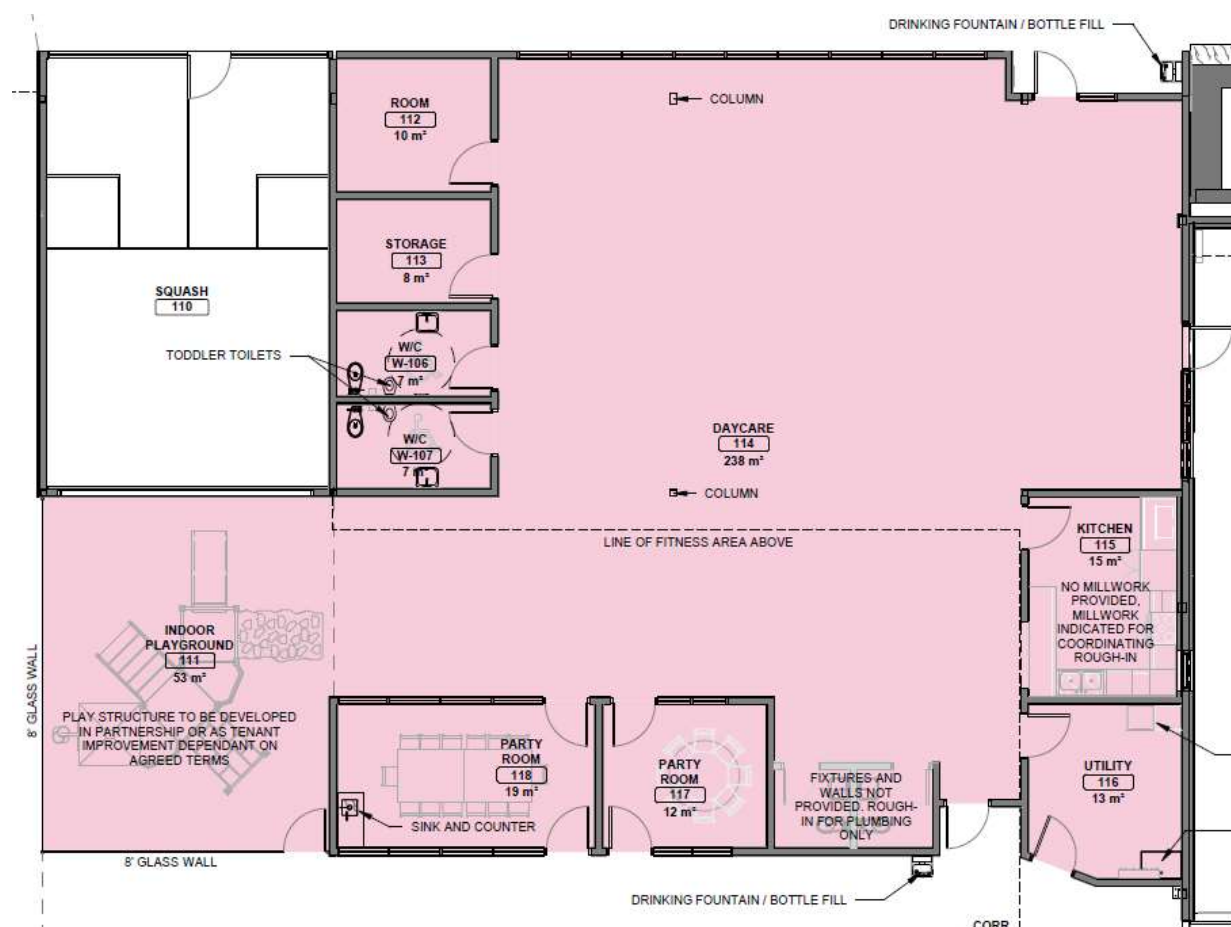 DRINKING FOUNTAIN / BOTTLE FILL
COLUMN
ROOM
112
10 m²
STORAGE
113
8 m²
SQUASH
110
TODDLER TOILETS
W/C
W-106
7 m²
W/C
W-107
7 m²
DAYCARE
114
238 m²
COLUMN
LINE OF FITNESS AREA ABOVE
KITCHEN
115
15 m²
NO MILLWORK
PROVIDED,
MILLWORK
INDICATED FOR
COORDINATING
ROUGH-IN
INDOOR
PLAYGROUND
111
53 m²
8' GLASS WALL
PLAY STRUCTURE TO BE DEVELOPED
IN PARTNERSHIP OR AS TENANT
IMPROVEMENT DEPENDANT ON
AGREED TERMS
PARTY
ROOM
118
19 m²
SINK AND COUNTER
PARTY
ROOM
117
12 m²
FIXTURES AND
WALLS NOT
PROVIDED. ROUGH-
IN FOR PLUMBING
ONLY
UTILITY
116
13 m²
8' GLASS WALL
DRINKING FOUNTAIN / BOTTLE FILL
CORR